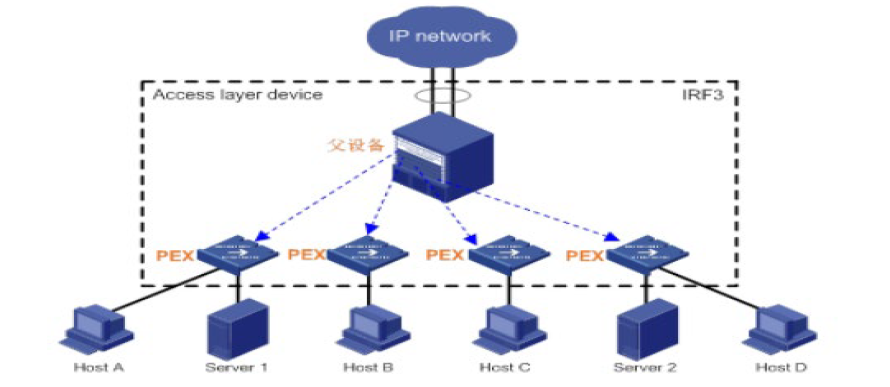 IP network
Access layer device
IRF3
父设备
PEX
PEX
PEX
PEX
Host A
Server 1
Host B
Host C
Server 2
Host D